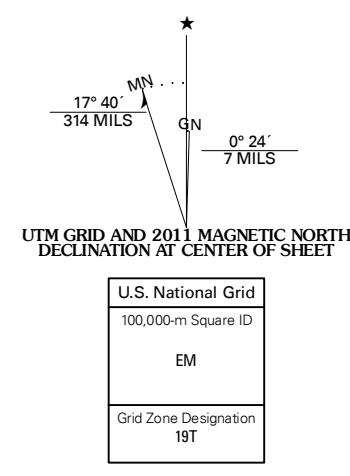 ★
MN
17° 40´
314 MILS
GN
0° 24´
7 MILS
UTM GRID AND 2011 MAGNETIC NORTH
DECLINATION AT CENTER OF SHEET
U.S. National Grid
100,000-m Square ID
EM
Grid Zone Designation
19T